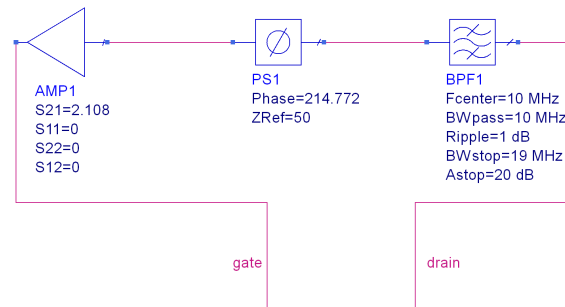 AMP1
S21=2.108
S11=0
S22=0
S12=0
PS1
Phase=214.772
ZRef=50
BPF1
Fcenter=10 MHz
BWpass=10 MHz
Ripple=1 dB
BWstop=19 MHz
Astop=20 dB
gate
drain